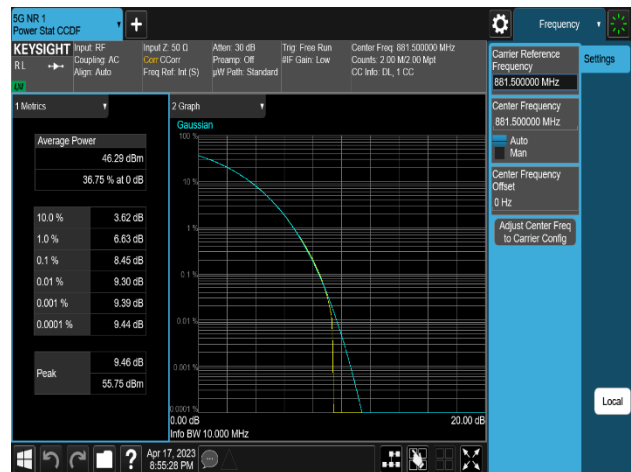 5G NR 1
Power Stat CCDF
Frequency
KEYSIGHT
RL
LW
Input: RF
Coupling: AC
Align: Auto
Input Z: 50 Ω
Corr CCorr
Freq Ref: Int (S)
Atten: 30 dB
Preamp: Off
µW Path: Standard
Trig: Free Run
#IF Gain: Low
Center Freq: 881.500000 MHz
Counts: 2.00 M/2.00 Mpt
CC Info: DL, 1 CC
1 Metrics
Average Power
46.29 dBm
36.75 % at 0 dB
10.0 % 3.62 dB
1.0 % 6.63 dB
0.1 % 8.45 dB
0.01 % 9.30 dB
0.001 % 9.39 dB
0.0001 % 9.44 dB
Peak
9.46 dB
55.75 dBm
2 Graph
Gaussian
100 %
10 %
1 %
0.1 %
0.01 %
0.001 %
0.0001 %
0.00 dB 20.00 dB
Info BW 10.000 MHz
Carrier Reference
Frequency
881.500000 MHz
Center Frequency
881.500000 MHz
Auto
Man
Center Frequency
Offset
0 Hz
Adjust Center Freq
to Carrier Config
Settings
Local
?
Apr 17, 2023
8:55:28 PM